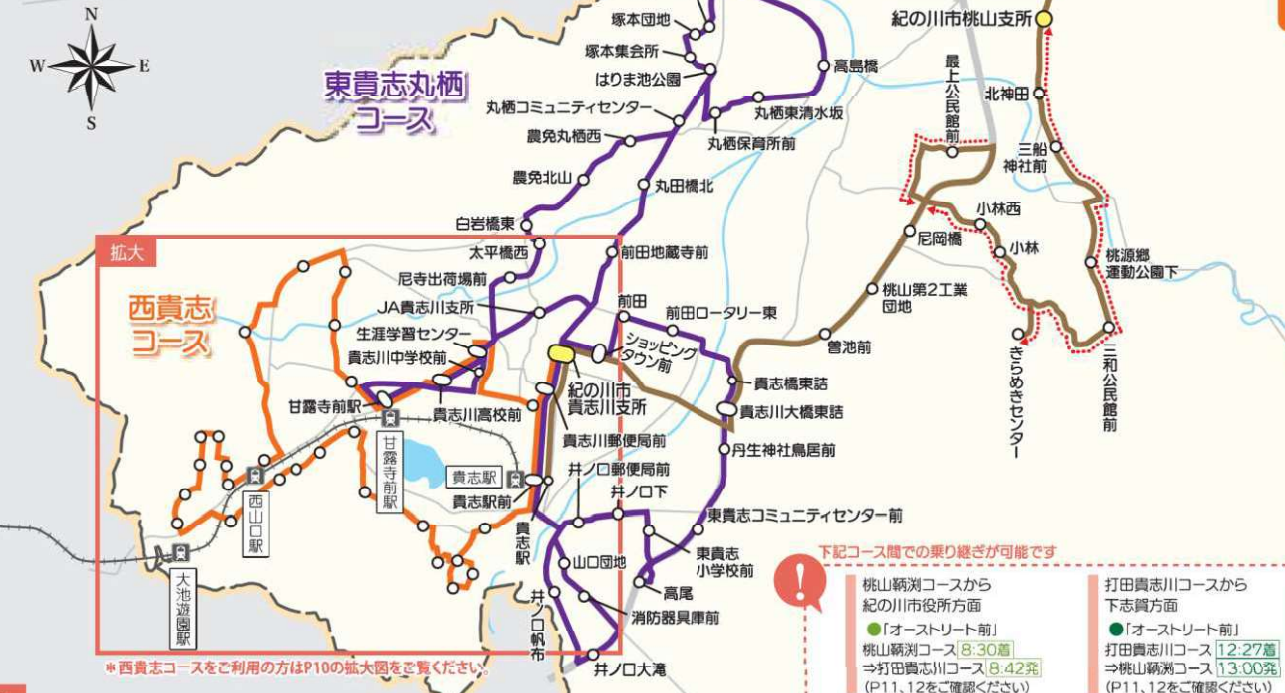 N
W
E
S
塚本団地
塚本集会所
はりま池公園
高島橋
丸栖東清水坂
丸栖保育所前
東貴志丸栖
コース
丸栖コミュニティセンター
農免丸栖西
農免北山
丸田橋北
白岩橋東
太平橋西
前田地蔵寺前
尼寺出荷場前
JA貴志川支所
生涯学習センター
貴志川中学校前
甘露寺前駅
貴志川高校前
拡大
西貴志
コース
前田
前田ロータリー東
ショッピング
タウン前
紀の川市
貴志川支所
貴志川郵便局前
井ノ口郵便局前
井ノ口下
貴志駅
貴志駅前
貴志駅
甘露寺前駅
西山口駅
大池遊園駅
山口団地
消防器具庫前
井ノ口帆布
井ノ口大滝
高尾
東貴志
小学校前
東貴志コミュニティセンター前
丹生神社鳥居前
貴志川大橋東詰
貴志橋東詰
曽池前
桃山第2工業
団地
尼岡橋
最上公民館前
紀の川市桃山支所
北神田
三船
神社前
小林西
小林
桃源郷
運動公園下
きらめきセンター
三和公民館前
*西貴志コースをご利用の方はP10の拡大図をご覧ください。
下記コース間での乗り継ぎが可能です
!
桃山鞆渕コースから
紀の川市役所方面
●「オーストリート前」
桃山鞆渕コース 8:30着
⇒打田貴志川コース 8:42発
(P11、12をご確認ください)
打田貴志川コースから
下志賀方面
●「オーストリート前」
打田貴志川コース 12:27着
⇒桃山鞆渕コース 13:00発
(P11、12をご確認ください)